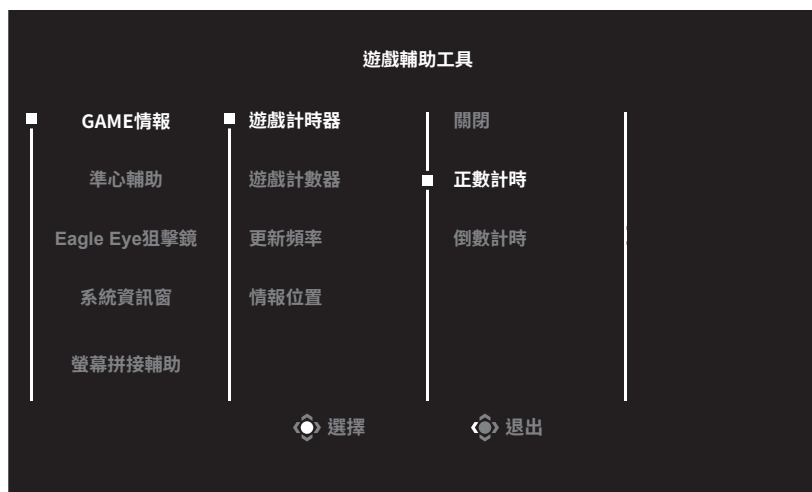 遊戲輔助工具
GAME情報
遊戲計時器
關閉
準心輔助
遊戲計數器
正數計時
Eagle Eye狙擊鏡
更新頻率
倒數計時
系統資訊窗
情報位置
螢幕拼接輔助
選擇
退出